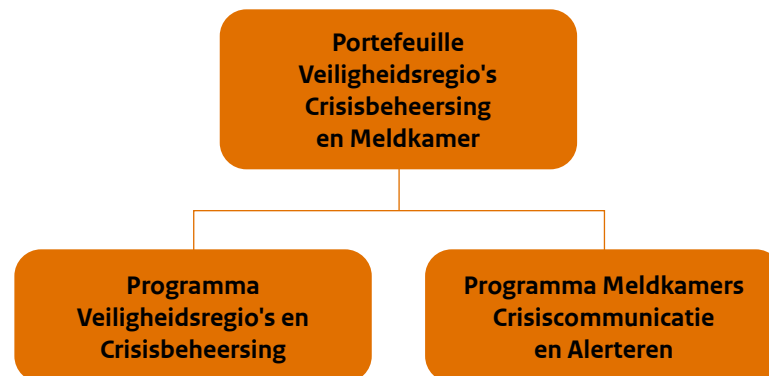 Portefeuille
Veiligheidsregio's
Crisisbeheersing
en Meldkamer
Programma
Veiligheidsregio's en
Crisisbeheersing
Programma Meldkamers
Crisiscommunicatie
en Alerteren